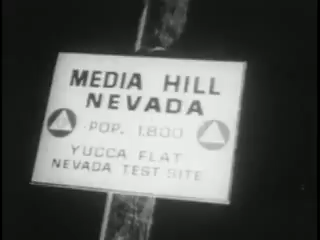 MEDIA HILL
NEVADA
POP. 1,800
YUCCA FLAT
NEVADA TEST SITE